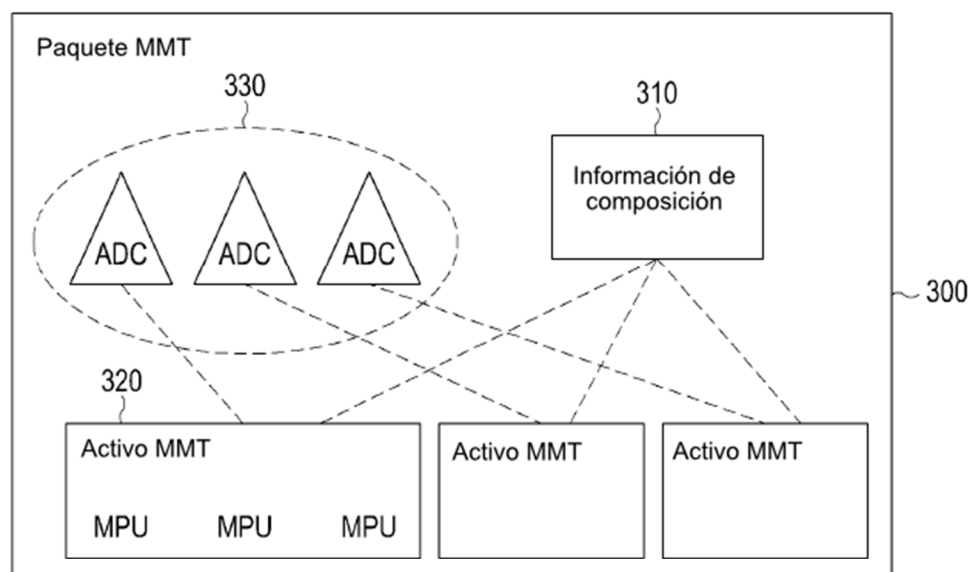 Paquete MMT
330
310
Información de
composición
ADC ADC ADC
300
320
Activo MMT
MPU MPU MPU
Activo MMT
Activo MMT